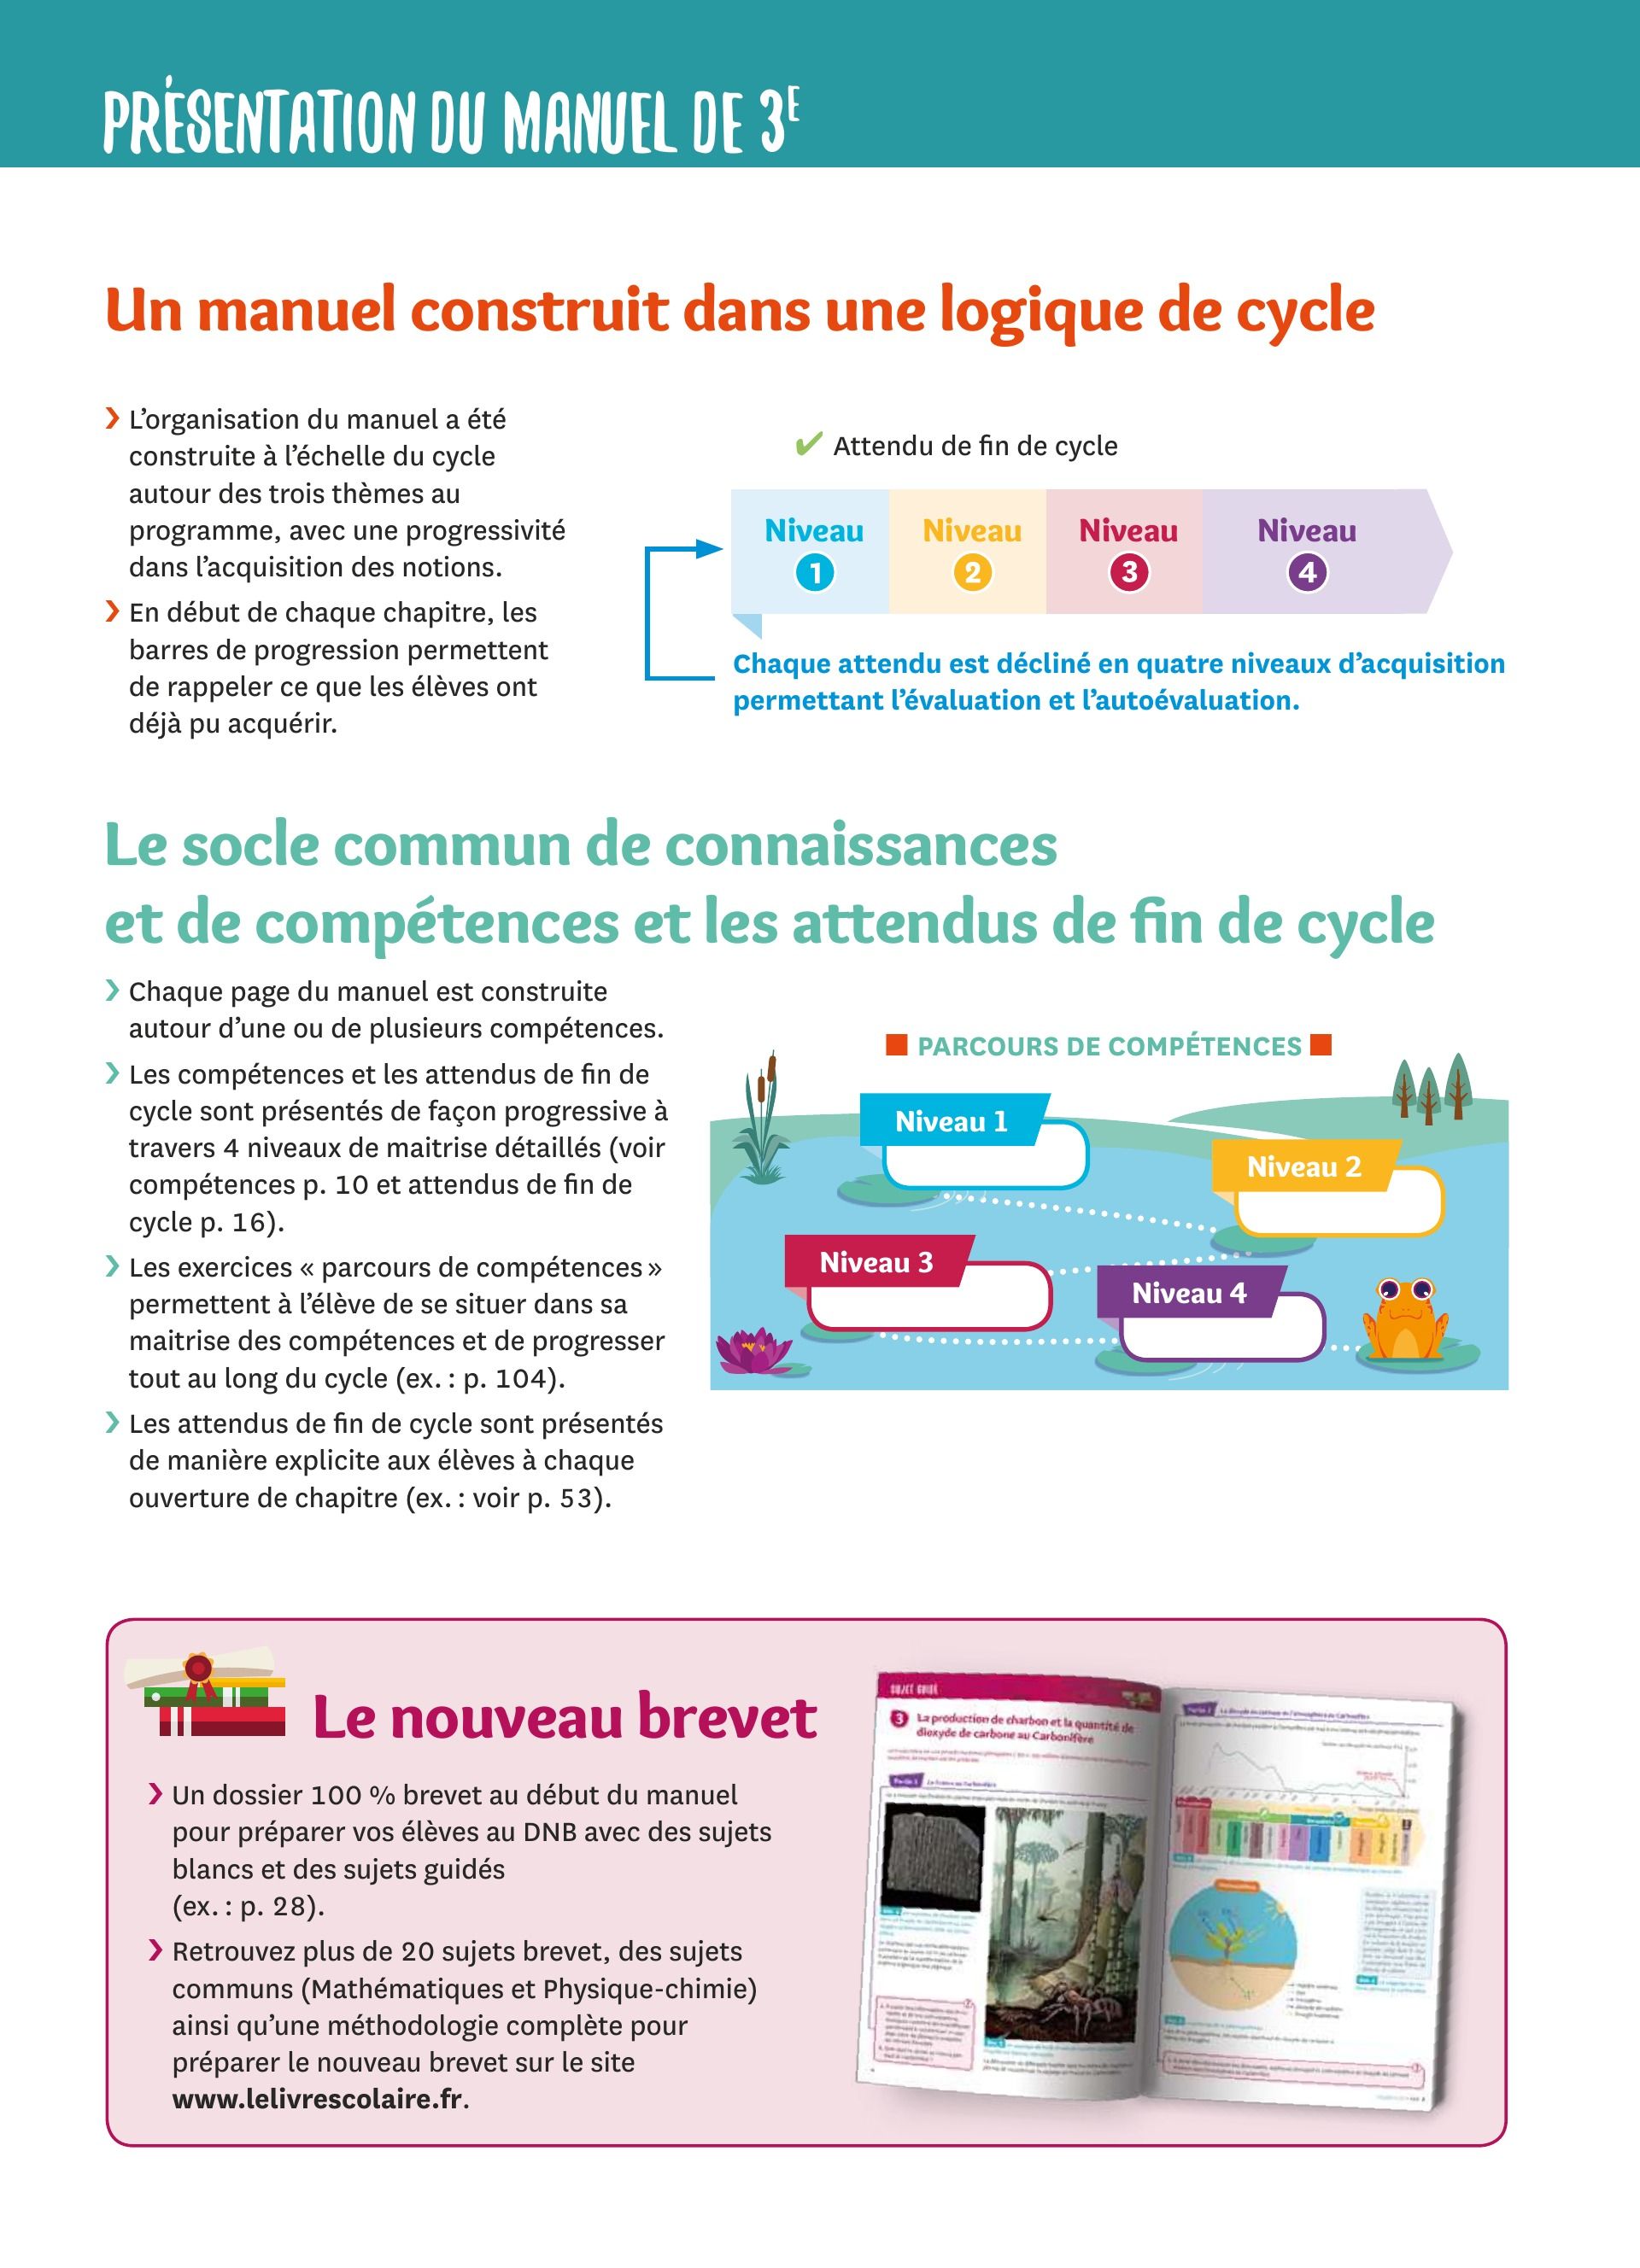 PRÉSENTATION DU MANUEL DE 3E
Un manuel construit dans une logique de cycle
› L’organisation du manuel a été
construite à l’échelle du cycle
autour des trois thèmes au
programme, avec une progressivité
dans l’acquisition des notions.
› En début de chaque chapitre, les
barres de progression permettent
de rappeler ce que les élèves ont
déjà pu acquérir.
✔ Attendu de fin de cycle
Niveau 1
Niveau 2
Niveau 3
Niveau 4
Chaque attendu est décliné en quatre niveaux d’acquisition
permettant l’évaluation et l’autoévaluation.
Le socle commun de connaissances
et de compétences et les attendus de fin de cycle
› Chaque page du manuel est construite
autour d’une ou de plusieurs compétences.
› Les compétences et les attendus de fin de
cycle sont présentés de façon progressive à
travers 4 niveaux de maitrise détaillés (voir
compétences p. 10 et attendus de fin de
cycle p. 16).
› Les exercices « parcours de compétences »
permettent à l’élève de se situer dans sa
maitrise des compétences et de progresser
tout au long du cycle (ex. : p. 104).
› Les attendus de fin de cycle sont présentés
de manière explicite aux élèves à chaque
ouverture de chapitre (ex. : voir p. 53).
PARCOURS DE COMPÉTENCES
Niveau 1
Niveau 2
Niveau 3
Niveau 4
Le nouveau brevet
› Un dossier 100 % brevet au début du manuel
pour préparer vos élèves au DNB avec des sujets
blancs et des sujets guidés
(ex. : p. 28).
› Retrouvez plus de 20 sujets brevet, des sujets
communs (Mathématiques et Physique-chimie)
ainsi qu’une méthodologie complète pour
préparer le nouveau brevet sur le site
www.lelivrescolaire.fr.
SUJET GUIDÉ
3 La production de charbon et la quantité de
dioxyde de carbone au Carbonifère